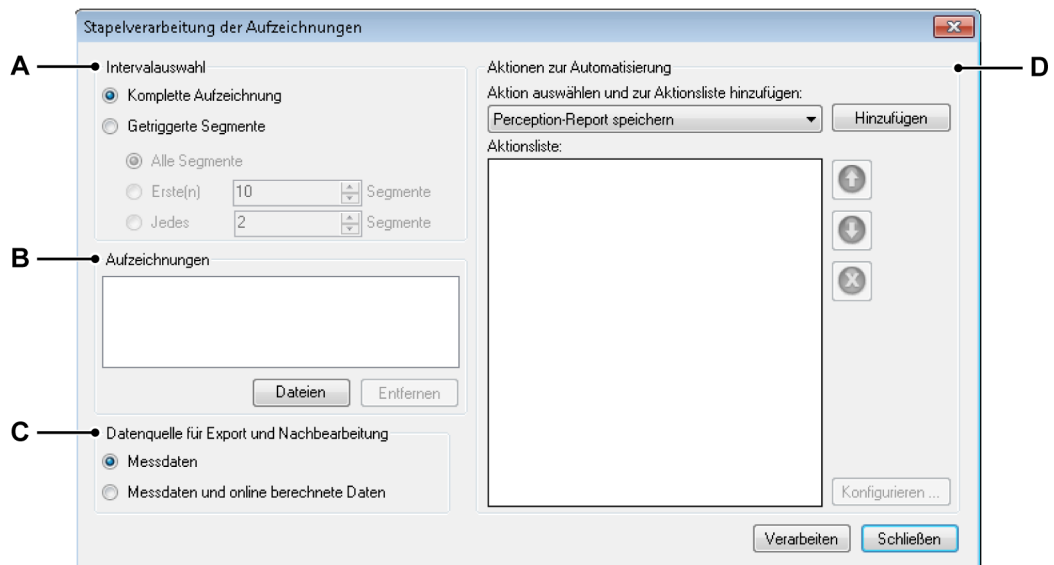 Stapelverarbeitung der Aufzeichnungen
A
Intervalauswahl
Komplette Aufzeichnung
Getriggerte Segmente
Alle Segmente
Erste(n) 10 Segmente
Jedes 2 Segmente
B
Aufzeichnungen
Dateien Entfernen
C
Datenquelle für Export und Nachbearbeitung
Messdaten
Messdaten und online berechnete Daten
D
Aktionen zur Automatisierung
Aktion auswählen und zur Aktionsliste hinzufügen:
Perception-Report speichern Hinzufügen
Aktionsliste:
Konfigurieren ...
Verarbeiten Schließen